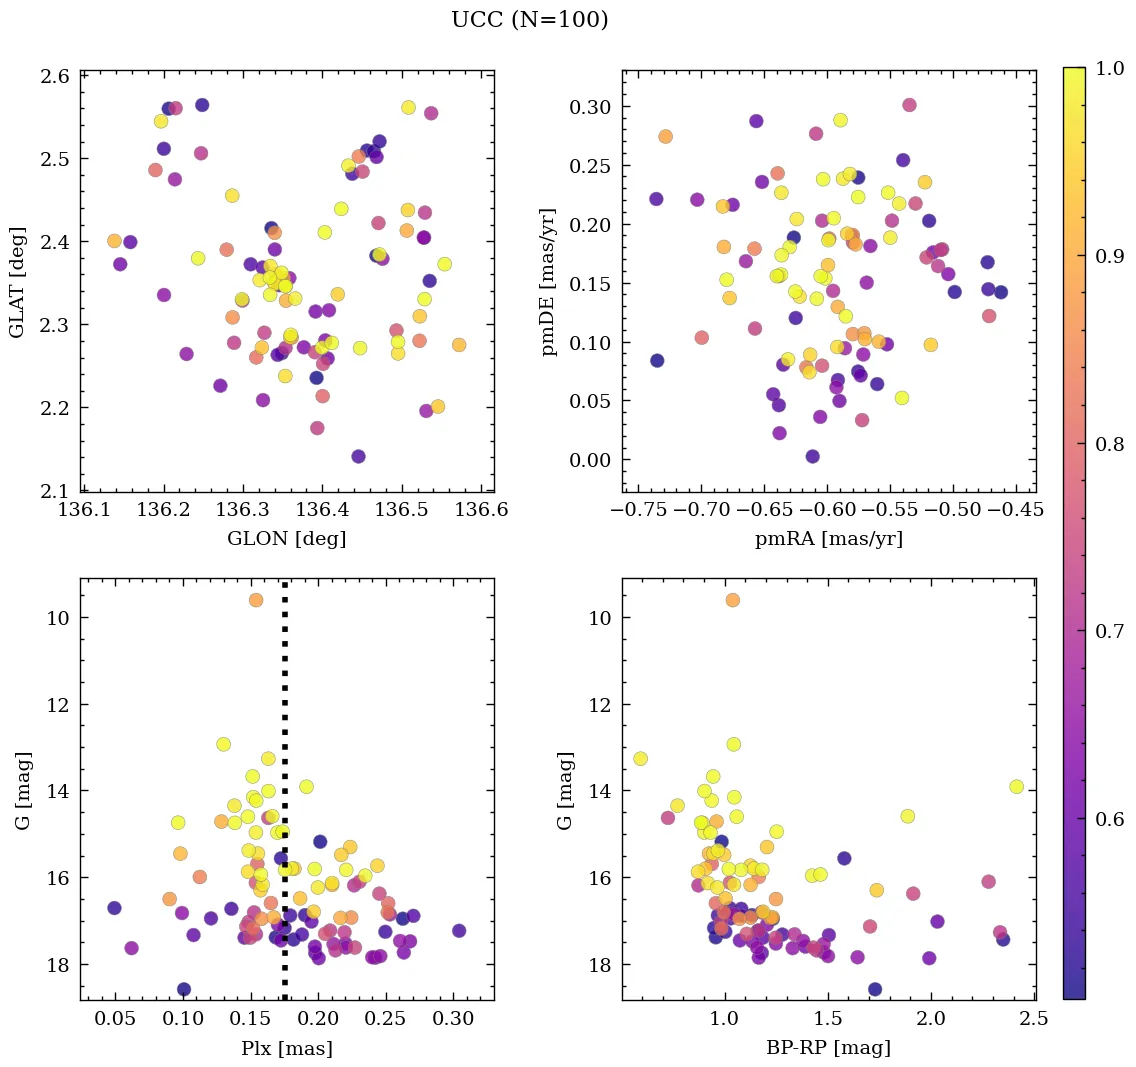 UCC (N=100)
2.6
2.5
2.4
2.3
2.2
2.1
GLAT [deg]
136.1 136.2 136.3 136.4 136.5 136.6
GLON [deg]
0.30
0.25
0.20
0.15
0.10
0.05
0.00
pmDE [mas/yr]
−0.75 −0.70 −0.65 −0.60 −0.55 −0.50 −0.45
pmRA [mas/yr]
1.0
0.9
0.8
0.7
0.6
10
12
14
16
18
G [mag]
0.05 0.10 0.15 0.20 0.25 0.30
Plx [mas]
10
12
14
16
18
G [mag]
1.0 1.5 2.0 2.5
BP-RP [mag]